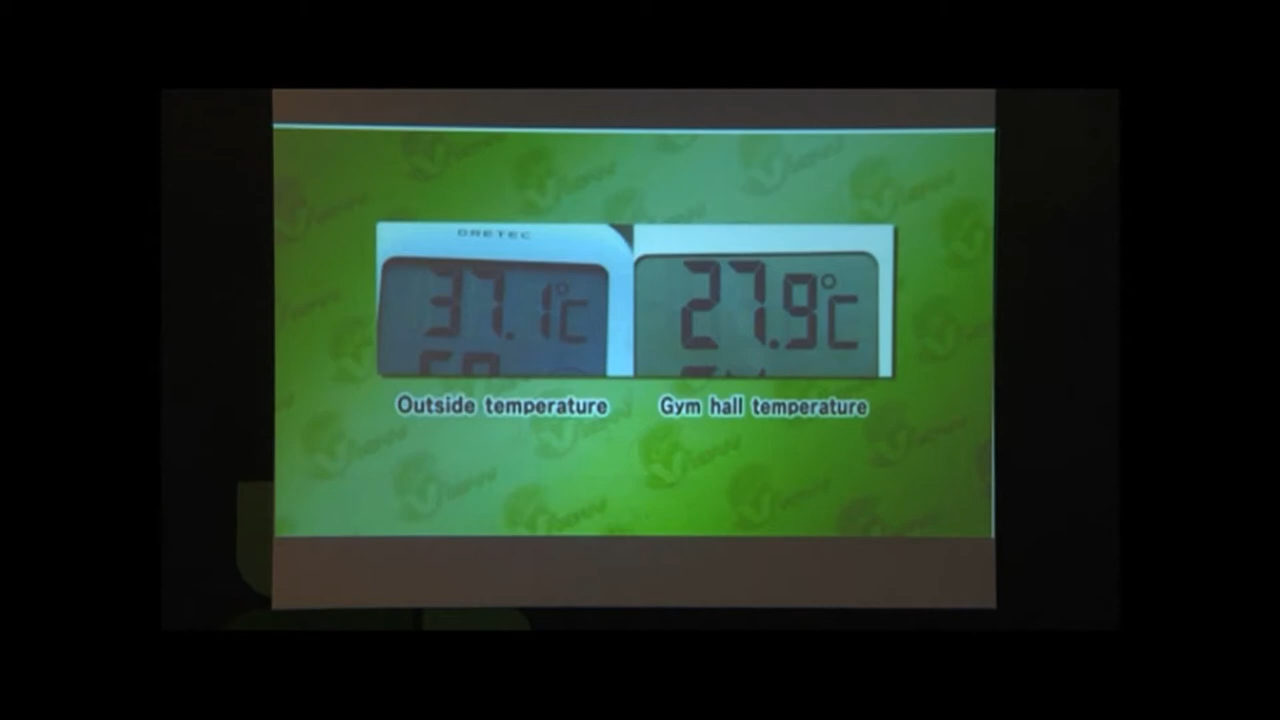 DRETEC
37.1°C
27.9°C
Outside temperature
Gym hall temperature